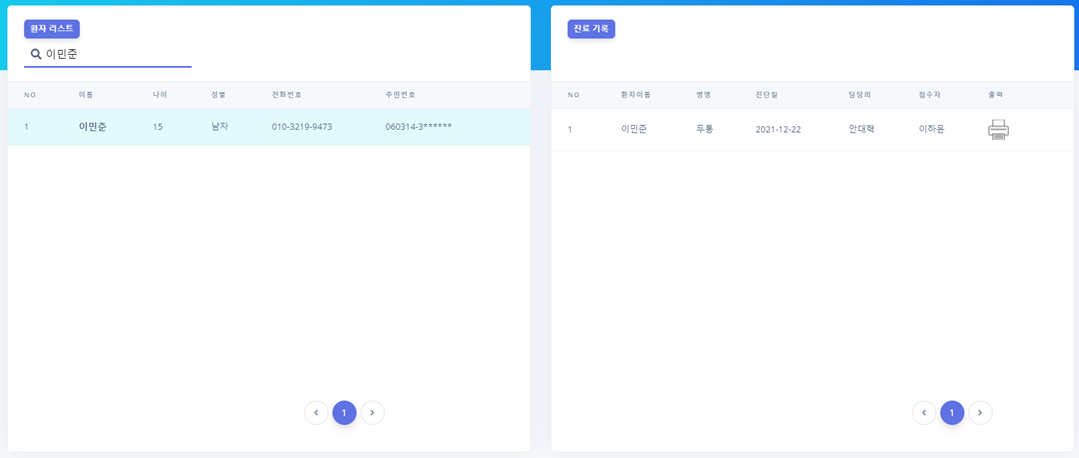 환자 리스트
이민준
NO 이름 나이 성별 전화번호 주민번호
1 이민준 15 남자 010-3219-9473 060314-3******
1
진료 기록
NO 환자이름 병명 진단일 담당의 접수자 출력
1 이민준 두통 2021-12-22 안대혁 이하윤
1